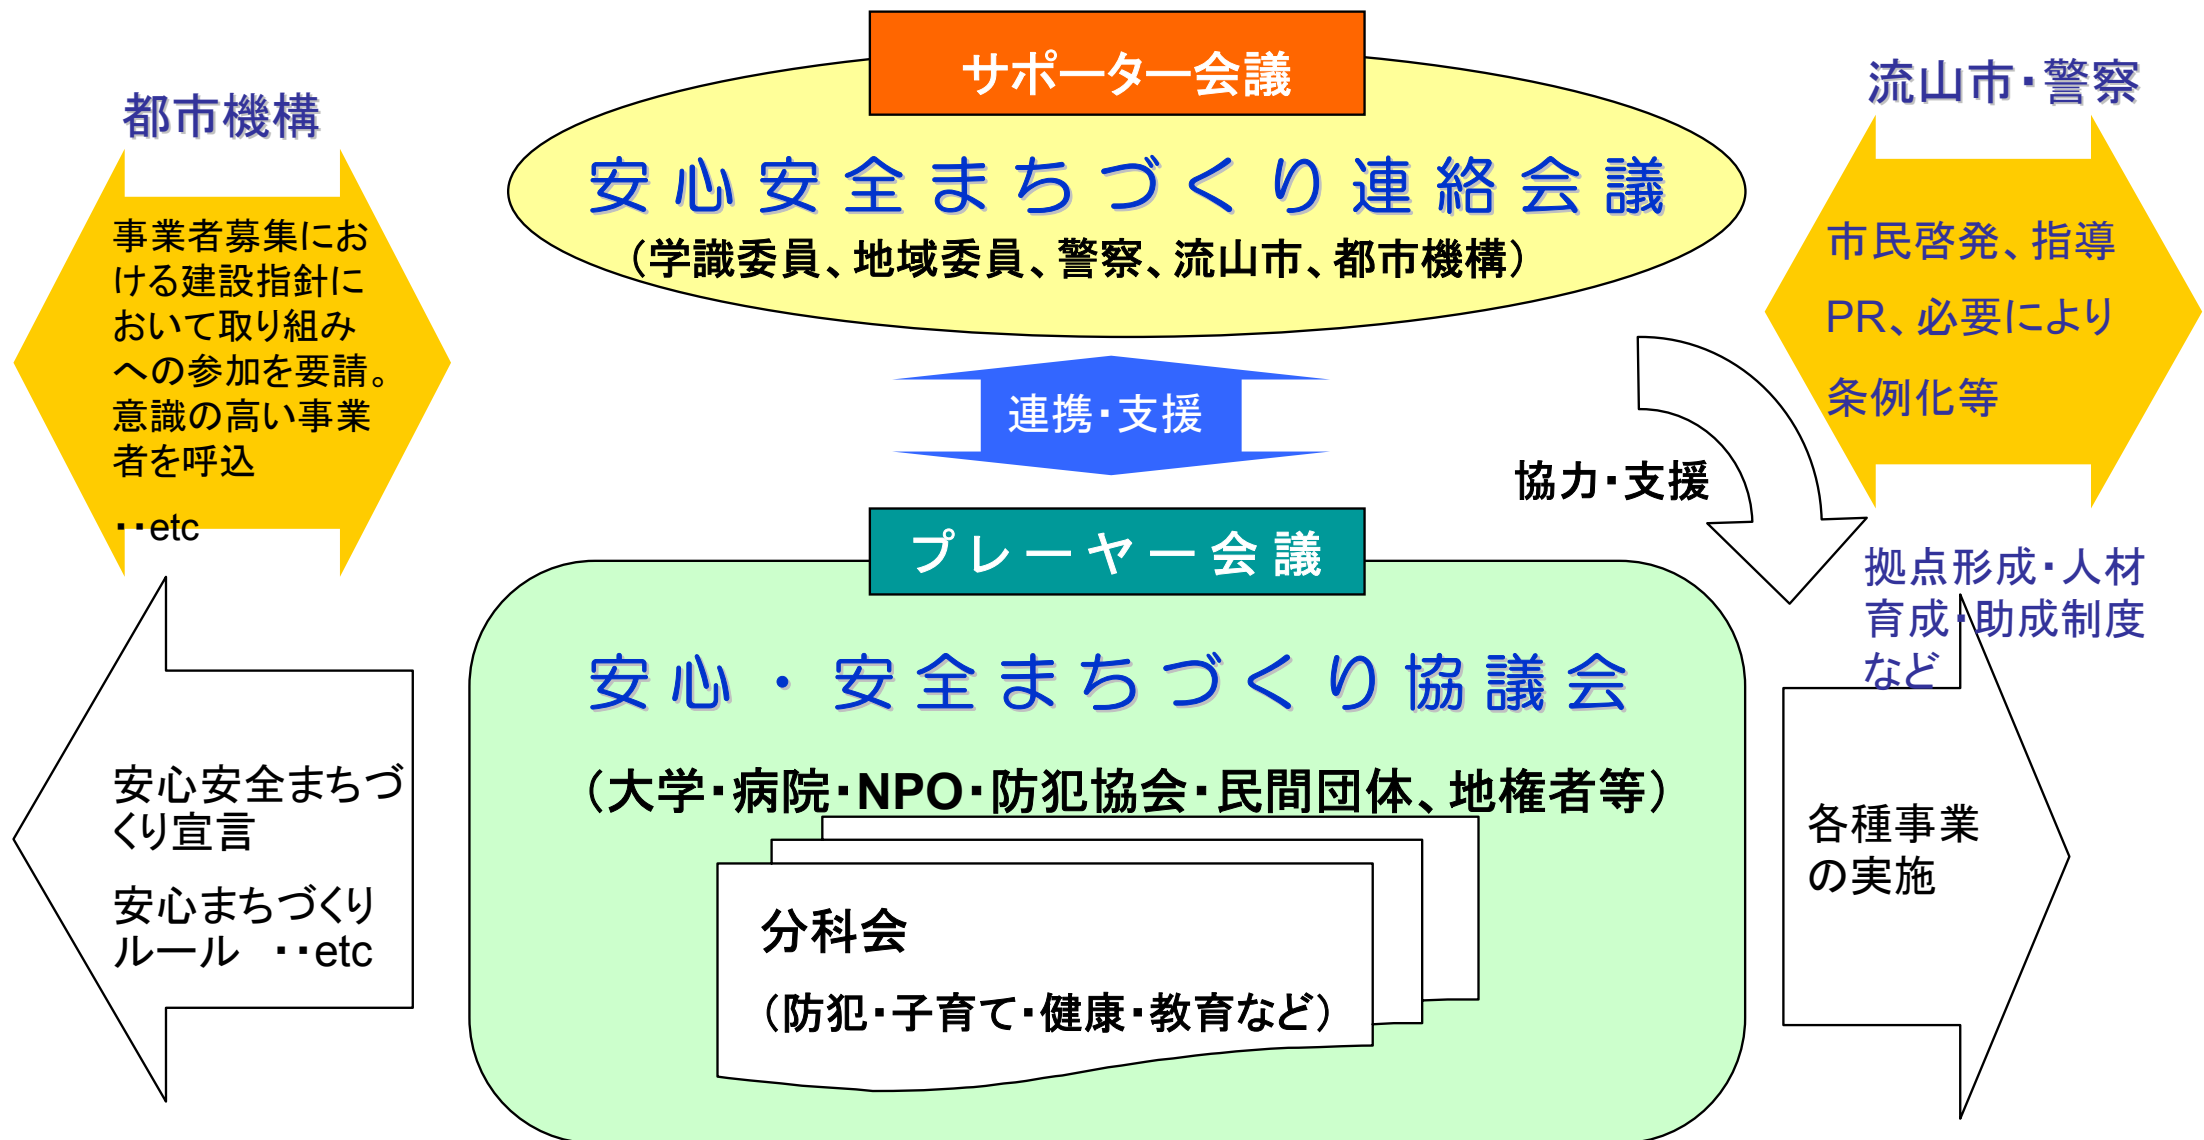 サポーター会議
安心安全まちづくり連絡会議
（学識委員、地域委員、警察、流山市、都市機構）
都市機構
事業者募集にお
ける建設指針に
おいて取り組み
への参加を要請。
意識の高い事業
者を呼込
・・etc
流山市・警察
市民啓発、指導
PR、必要により
条例化等
連携・支援
協力・支援
拠点形成・人材
育成・助成制度
など
プレーヤー会議
安心・安全まちづくり協議会
（大学・病院・NPO・防犯協会・民間団体、地権者等）
分科会
（防犯・子育て・健康・教育など）
安心安全まちづ
くり宣言
安心まちづくり
ルール　・・etc
各種事業
の実施